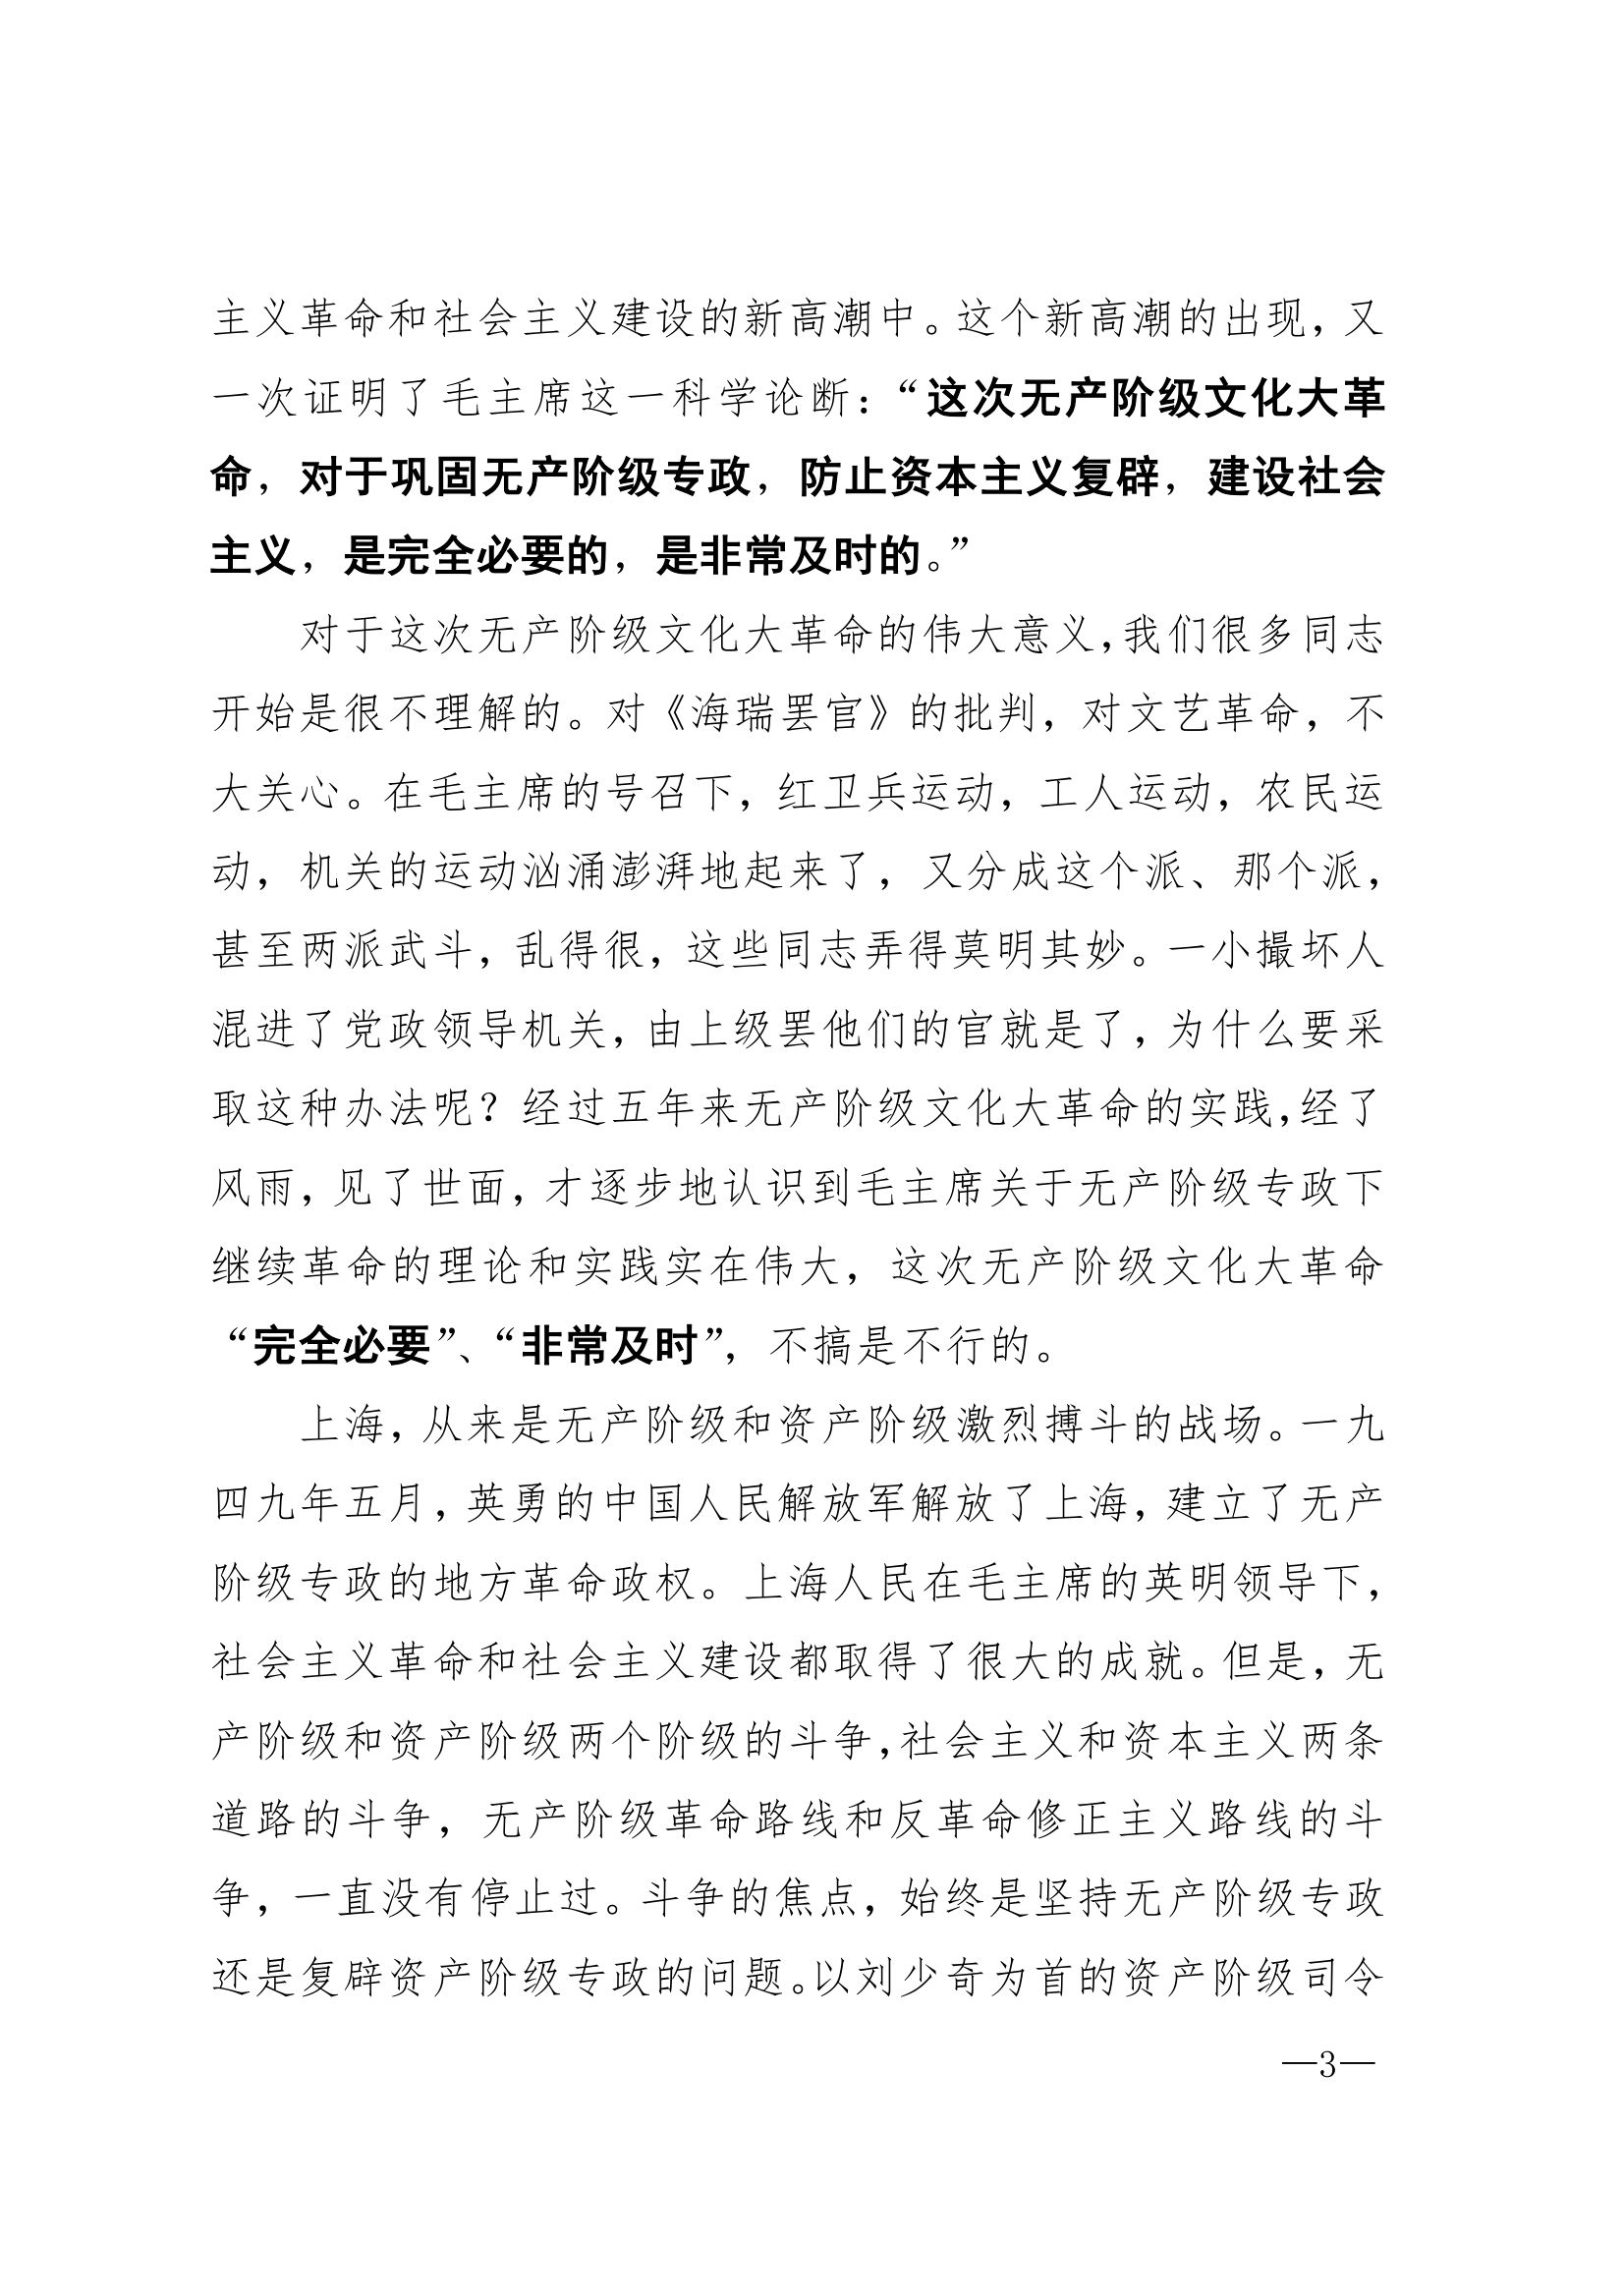 主义革命和社会主义建设的新高潮中。这个新高潮的出现，又
一次证明了毛主席这一科学论断：“这次无产阶级文化大革
命，对于巩固无产阶级专政，防止资本主义复辟，建设社会
主义，是完全必要的，是非常及时的。”
对于这次无产阶级文化大革命的伟大意义，我们很多同志
开始是很不理解的。对《海瑞罢官》的批判，对文艺革命，不
大关心。在毛主席的号召下，红卫兵运动，工人运动，农民运
动，机关的运动汹涌澎湃地起来了，又分成这个派、那个派，
甚至两派武斗，乱得很，这些同志弄得莫明其妙。一小撮坏人
混进了党政领导机关，由上级罢他们的官就是了，为什么要采
取这种办法呢？经过五年来无产阶级文化大革命的实践，经了
风雨，见了世面，才逐步地认识到毛主席关于无产阶级专政下
继续革命的理论和实践实在伟大，这次无产阶级文化大革命
“完全必要”、“非常及时”，不搞是不行的。
上海，从来是无产阶级和资产阶级激烈搏斗的战场。一九
四九年五月，英勇的中国人民解放军解放了上海，建立了无产
阶级专政的地方革命政权。上海人民在毛主席的英明领导下，
社会主义革命和社会主义建设都取得了很大的成就。但是，无
产阶级和资产阶级两个阶级的斗争，社会主义和资本主义两条
道路的斗争，无产阶级革命路线和反革命修正主义路线的斗
争，一直没有停止过。斗争的焦点，始终是坚持无产阶级专政
还是复辟资产阶级专政的问题。以刘少奇为首的资产阶级司令
—3—